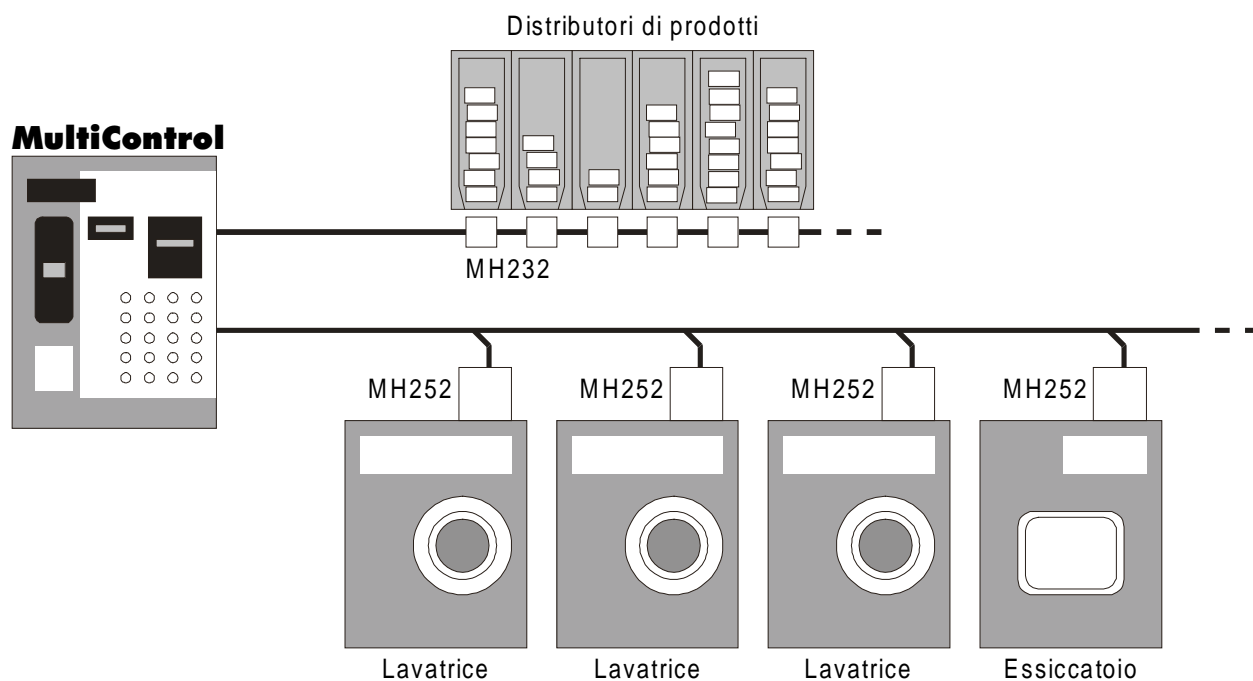 Distributori di prodotti
MultiControl
MH232
MH252 MH252 MH252 MH252
Lavatrice Lavatrice Lavatrice Essiccatoio